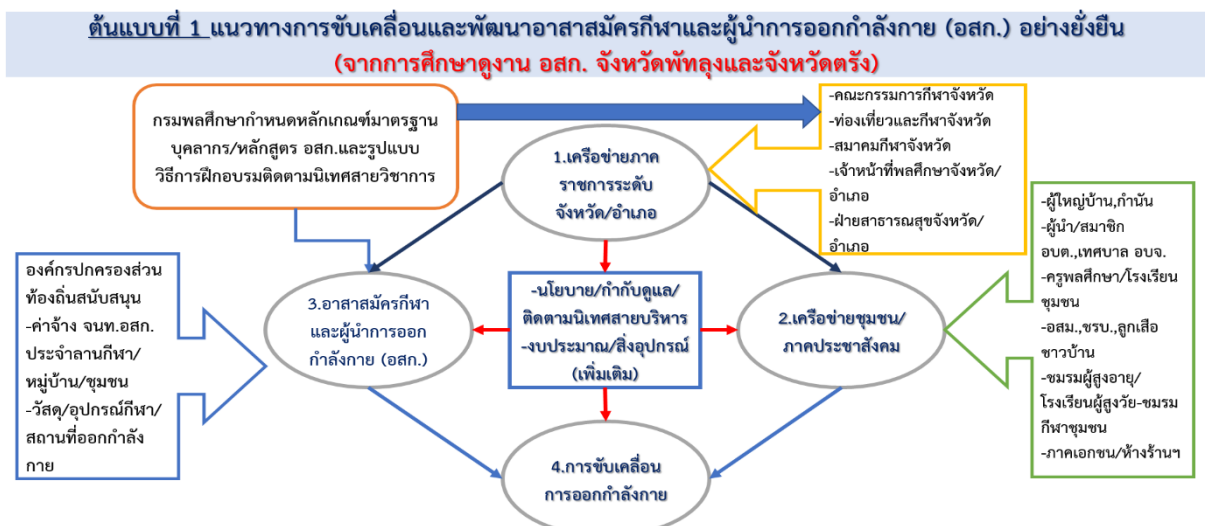 ต้นแบบที่ 1 แนวทางการขับเคลื่อนและพัฒนาอาสาสมัครกีฬาและผู้นำการออกกำลังกาย (อสก.) อย่างยั่งยืน
(จากการศึกษาดูงาน อสก. จังหวัดพัทลุงและจังหวัดตรัง)
กรมพลศึกษากำหนดหลักเกณฑ์มาตรฐาน
บุคลากร/หลักสูตร อสก.และรูปแบบ
วิธีการฝึกอบรมติดตามนิเทศสายวิชาการ
1.เครือข่ายภาค
ราชการระดับ
จังหวัด/อำเภอ
-คณะกรรมการกีฬาจังหวัด
-ท่องเที่ยวและกีฬาจังหวัด
-สมาคมกีฬาจังหวัด
-เจ้าหน้าที่พลศึกษาจังหวัด/
อำเภอ
-ฝ่ายสาธารณสุขจังหวัด/
อำเภอ
องค์กรปกครองส่วน
ท้องถิ่นสนับสนุน
-ค่าจ้าง จนท.อสก.
ประจำลานกีฬา/
หมู่บ้าน/ชุมชน
-วัสดุ/อุปกรณ์กีฬา/
สถานที่ออกกำลัง
กาย
3.อาสาสมัครกีฬา
และผู้นำการออก
กำลังกาย (อสก.)
-นโยบาย/กำกับดูแล/
ติดตามนิเทศสายบริหาร
-งบประมาณ/สิ่งอุปกรณ์
(เพิ่มเติม)
2.เครือข่ายชุมชน/
ภาคประชาสังคม
-ผู้ใหญ่บ้าน,กำนัน
-ผู้นำ/สมาชิก
อบต.,เทศบาล อบจ.
-ครูพลศึกษา/โรงเรียน
ชุมชน
-อสม.,ชรบ.,ลูกเสือ
ชาวบ้าน
-ชมรมผู้สูงอายุ/
โรงเรียนผู้สูงวัย-ชมรม
กีฬาชุมชน
-ภาคเอกชน/ห้างร้านฯ
4.การขับเคลื่อน
การออกกำลังกาย